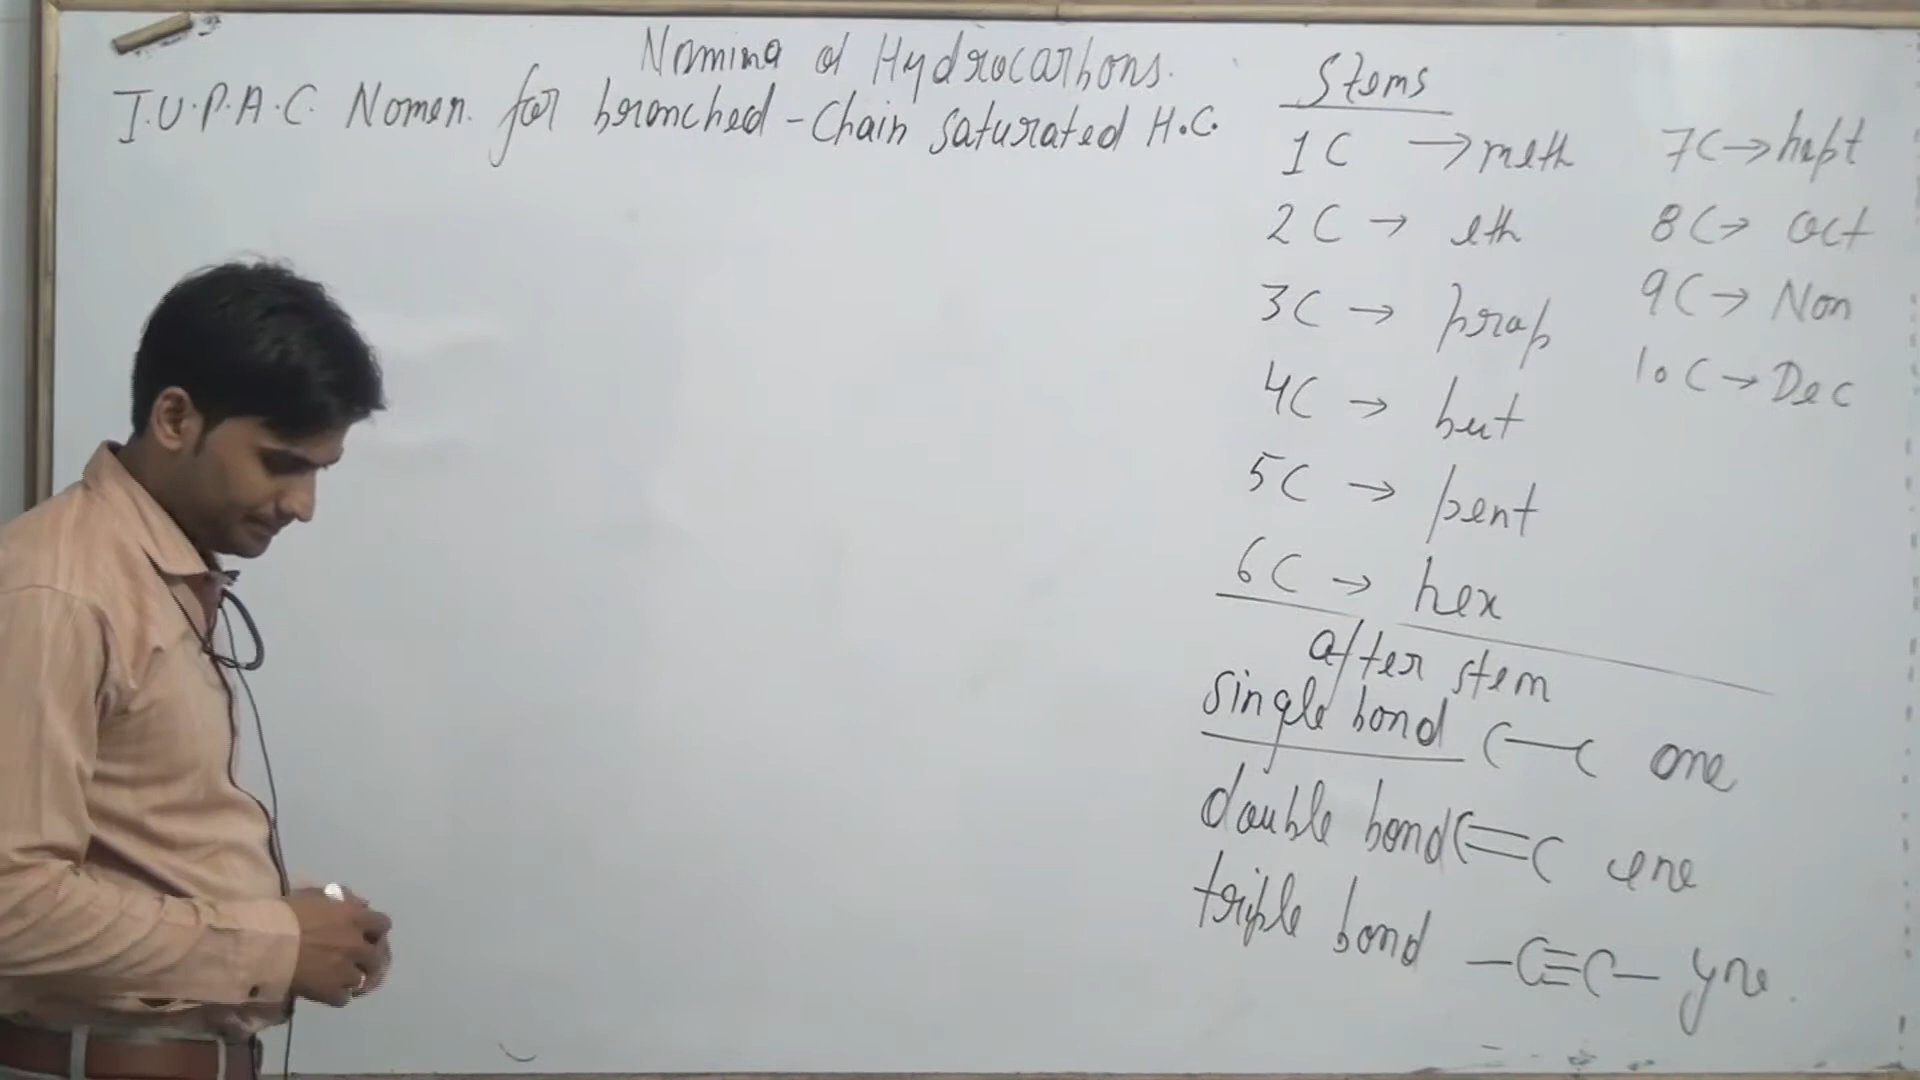 Nomina of Hydrocarbons.
I.U.P.A.C. Nomen. for branched-Chain saturated H.C.
Stems
1C → meth
2C → eth
3C → prop
4C → but
5C → pent
6C → hex
7C → hept
8C → oct
9C → Non
10C → Dec
after stem
single bond C—C ane
double bond C=C ene
triple bond —C≡C— yne.